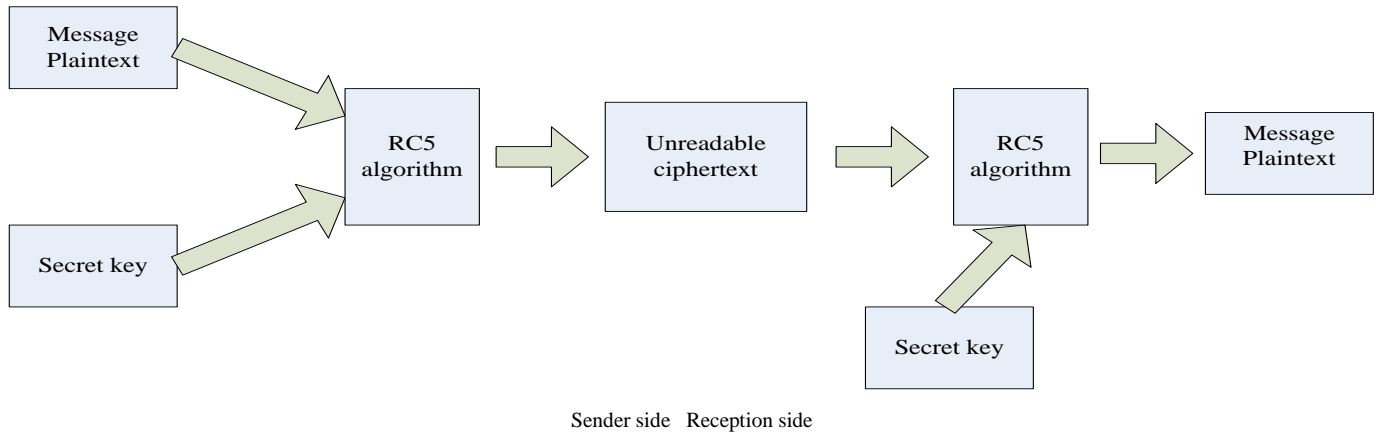 Message
Plaintext
Secret key
RC5
algorithm
Unreadable
ciphertext
RC5
algorithm
Secret key
Message
Plaintext
Sender side   Reception side